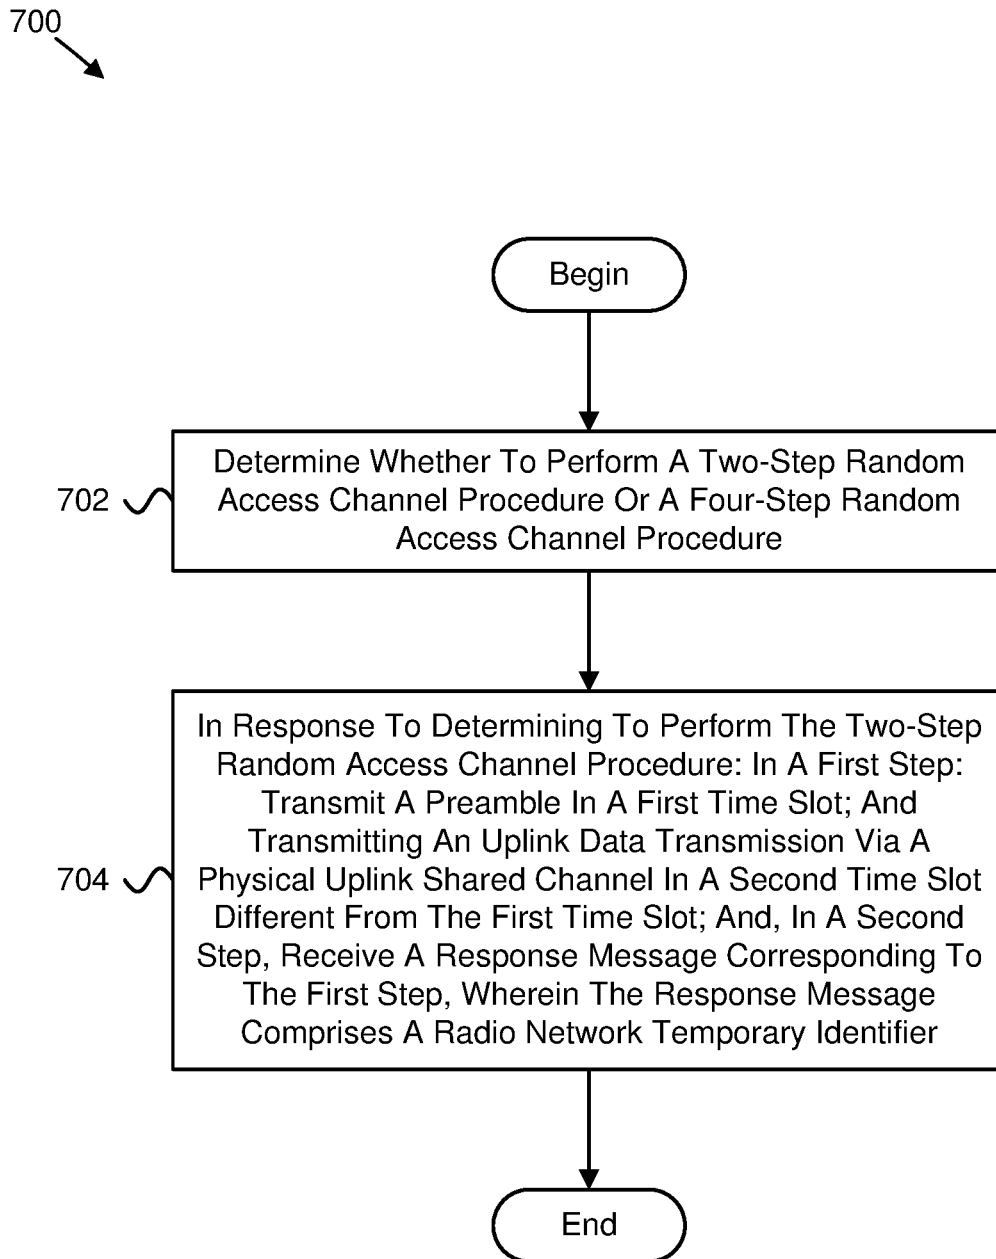 700
Begin
702
Determine Whether To Perform A Two-Step Random
Access Channel Procedure Or A Four-Step Random
Access Channel Procedure
704
In Response To Determining To Perform The Two-Step
Random Access Channel Procedure: In A First Step:
Transmit A Preamble In A First Time Slot; And
Transmitting An Uplink Data Transmission Via A
Physical Uplink Shared Channel In A Second Time Slot
Different From The First Time Slot; And, In A Second
Step, Receive A Response Message Corresponding To
The First Step, Wherein The Response Message
Comprises A Radio Network Temporary Identifier
End